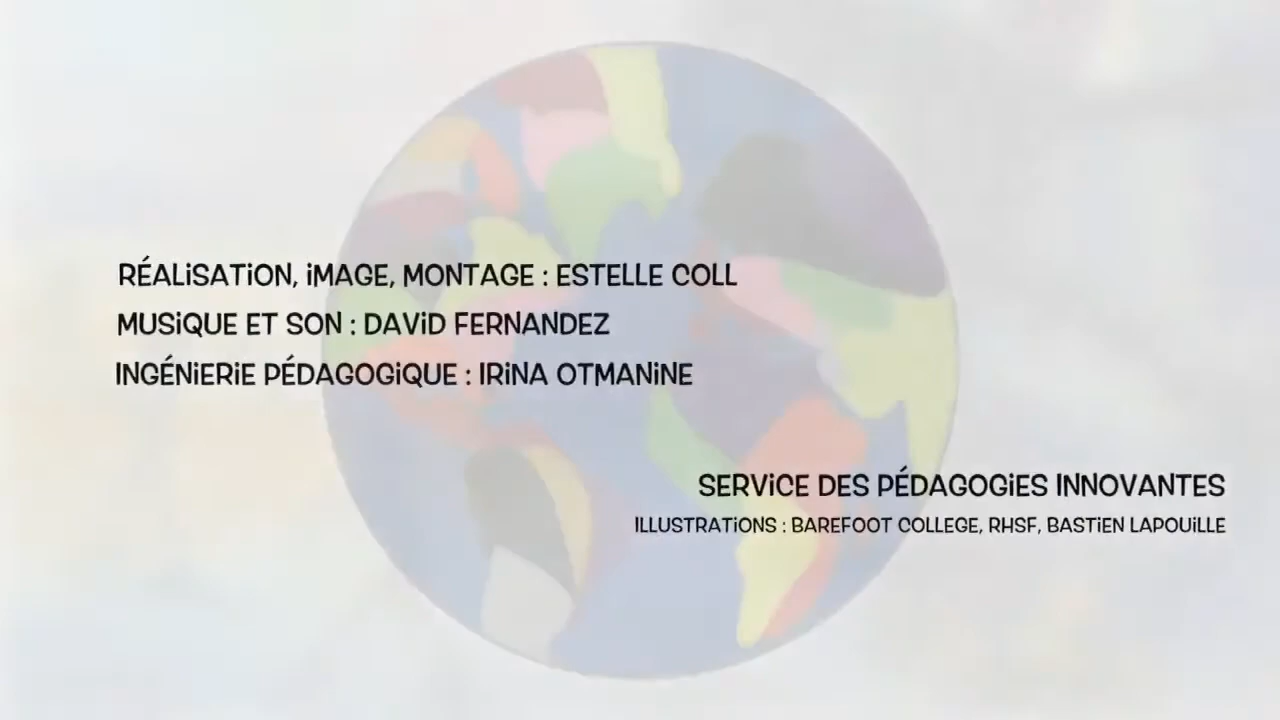 RÉALISATION, IMAGE, MONTAGE : ESTELLE COLL
MUSIQUE ET SON : DAVID FERNANDEZ
INGÉNIERIE PÉDAGOGIQUE : IRINA OTMANINE
SERVICE DES PÉDAGOGIES INNOVANTES
ILLUSTRATIONS : BAREFOOT COLLEGE, RHSF, BASTIEN LAPOUILLE